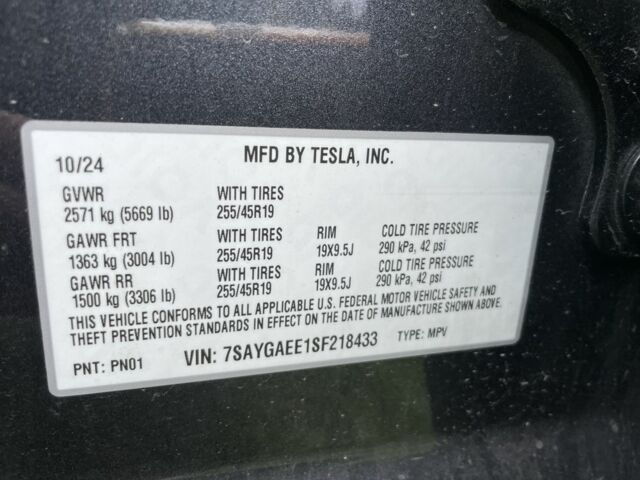 10/24 MFD BY TESLA, INC.
GVWR WITH TIRES
2571 kg (5669 lb) 255/45R19
GAWR FRT WITH TIRES RIM COLD TIRE PRESSURE
1363 kg (3004 lb) 255/45R19 19X9.5J 290 kPa, 42 psi
GAWR RR WITH TIRES RIM COLD TIRE PRESSURE
1500 kg (3306 lb) 255/45R19 19X9.5J 290 kPa, 42 psi
THIS VEHICLE CONFORMS TO ALL APPLICABLE U.S. FEDERAL MOTOR VEHICLE SAFETY AND
THEFT PREVENTION STANDARDS IN EFFECT ON THE DATE OF MANUFACTURE SHOWN ABOVE.
PNT: PN01 VIN: 7SAYGAEE1SF218433 TYPE: MPV